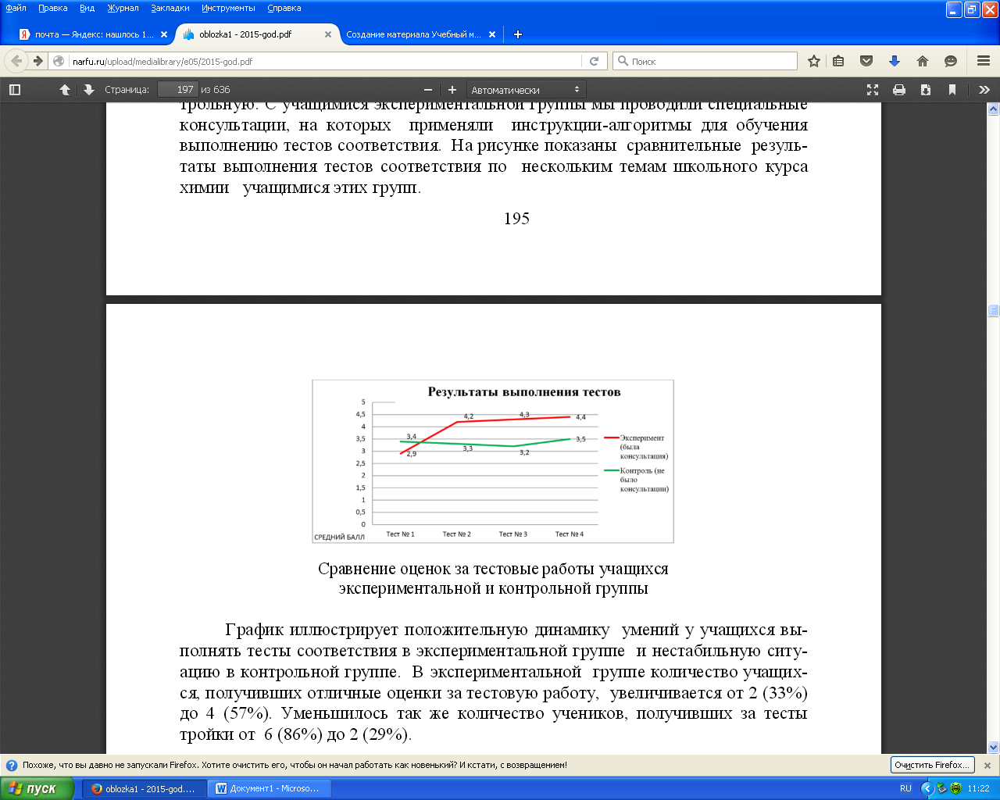 Файл Правка Вид Журнал Закладки Инструменты Справка
почта — Яндекс: нашлось 1...
oblozka1 - 2015-god.pdf
Создание материала Учебный м...
narfu.ru/upload/medialibrary/e05/2015-god.pdf
Поиск
Страница: 197 из 636
Автоматически
трольную. С учащимися экспериментальной группы мы проводили специальные
консультации, на которых применяли инструкции-алгоритмы для обучения
выполнению тестов соответствия. На рисунке показаны сравнительные резуль-
таты выполнения тестов соответствия по нескольким темам школьного курса
химии учащимися этих групп.
195
Результаты выполнения тестов
5
4,5
4
3,5
3
2,5
2
1,5
1
0,5
0
3,4
2,9
4,2
3,3
4,3
3,2
4,4
3,5
СРЕДНИЙ БАЛЛ
Тест № 1 Тест № 2 Тест № 3 Тест № 4
Эксперимент
(была
консультация)
Контроль (не
было
консультации)
Сравнение оценок за тестовые работы учащихся
экспериментальной и контрольной группы
График иллюстрирует положительную динамику умений у учащихся вы-
полнять тесты соответствия в экспериментальной группе и нестабильную ситу-
ацию в контрольной группе. В экспериментальной группе количество учащих-
ся, получивших отличные оценки за тестовую работу, увеличивается от 2 (33%)
до 4 (57%). Уменьшилось так же количество учеников, получивших за тесты
тройки от 6 (86%) до 2 (29%).
Похоже, что вы давно не запускали Firefox. Хотите очистить его, чтобы он начал работать как новенький? И кстати, с возвращением!
Очистить Firefox...
пуск
oblozka1 - 2015-god....
Документ1 - Microso...
RU
11:22